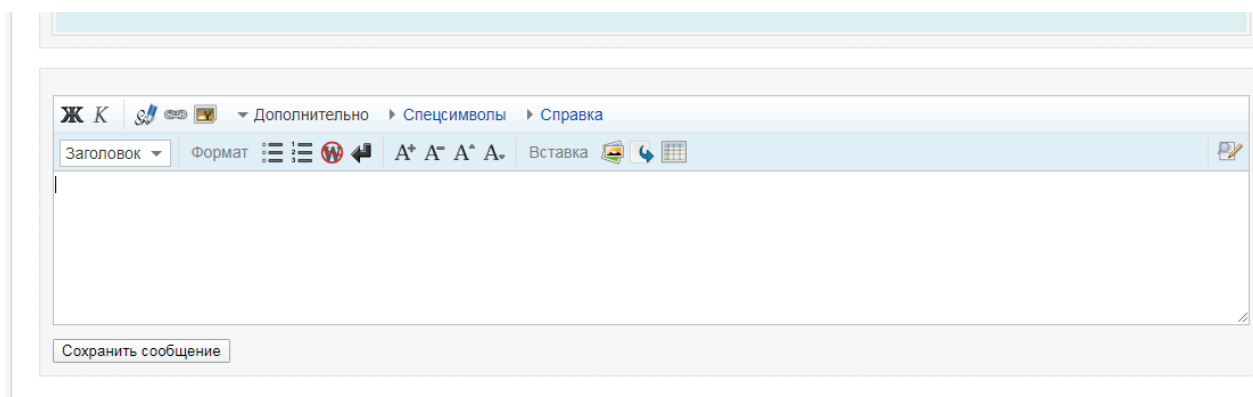 Ж К Дополнительно Спецсимволы Справка
Заголовок Формат Вставка
Сохранить сообщение